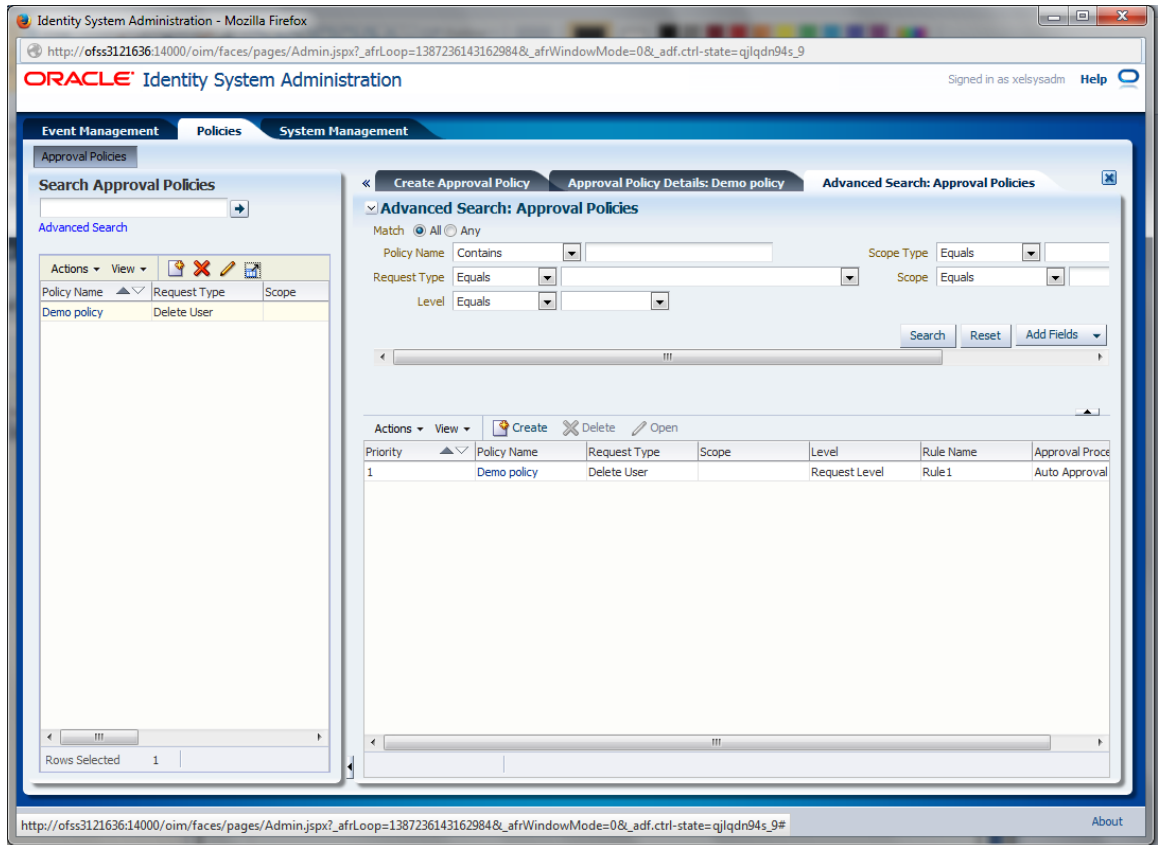 Identity System Administration - Mozilla Firefox
http://ofss3121636:14000/oim/faces/pages/Admin.jspx?_afrLoop=1387236143162984&_afrWindowMode=0&_adf.ctrl-state=qjlqdn94s_9
ORACLE Identity System Administration
Signed in as xelsysadm Help
Event Management Policies System Management
Approval Policies
Search Approval Policies
Advanced Search
Actions View
Policy Name Request Type Scope
Demo policy Delete User
Rows Selected 1
« Create Approval Policy Approval Policy Details: Demo policy Advanced Search: Approval Policies
Advanced Search: Approval Policies
Match All Any
Policy Name Contains Scope Type Equals
Request Type Equals Scope Equals
Level Equals
Search Reset Add Fields
Actions View Create Delete Open
Priority Policy Name Request Type Scope Level Rule Name Approval Proce
1 Demo policy Delete User Request Level Rule1 Auto Approval
http://ofss3121636:14000/oim/faces/pages/Admin.jspx?_afrLoop=1387236143162984&_afrWindowMode=0&_adf.ctrl-state=qjlqdn94s_9#
About